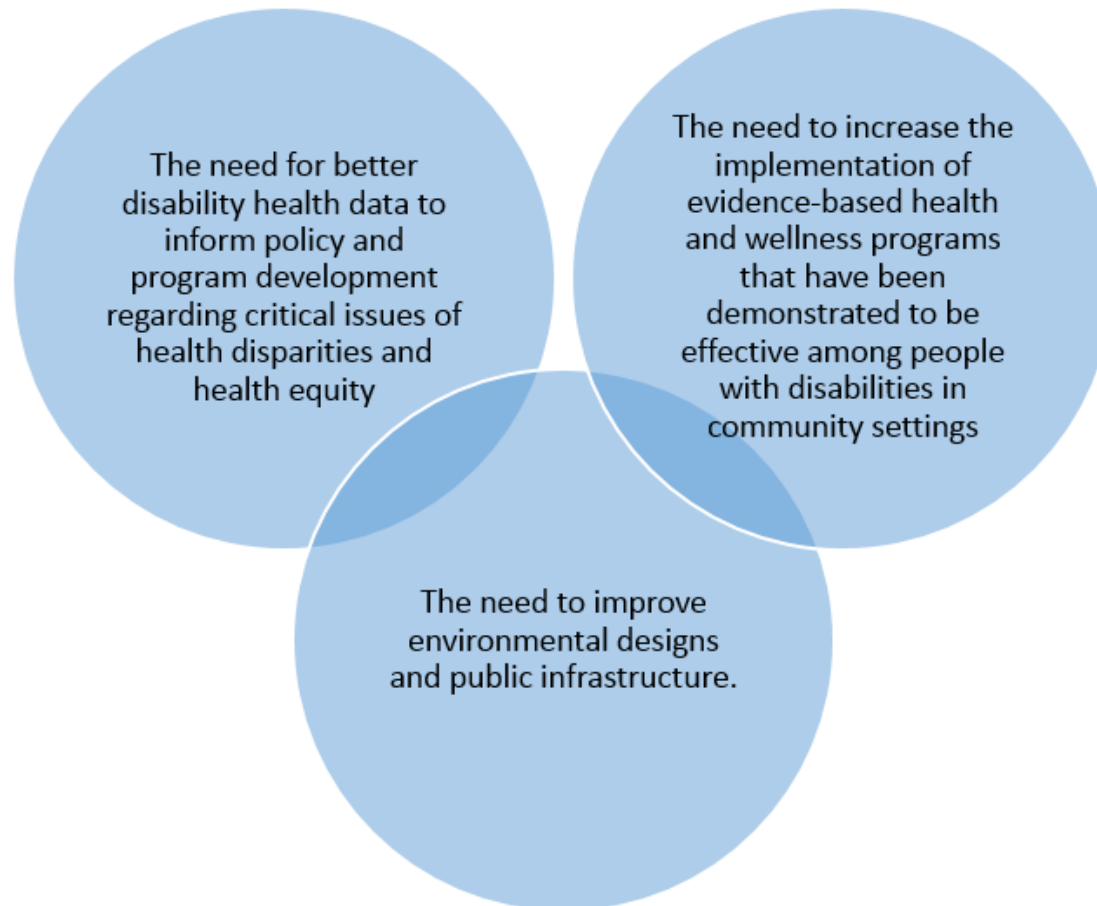 The need for better
disability health data to
inform policy and
program development
regarding critical issues of
health disparities and
health equity
The need to increase the
implementation of
evidence-based health
and wellness programs
that have been
demonstrated to be
effective among people
with disabilities in
community settings
The need to improve
environmental designs
and public infrastructure.